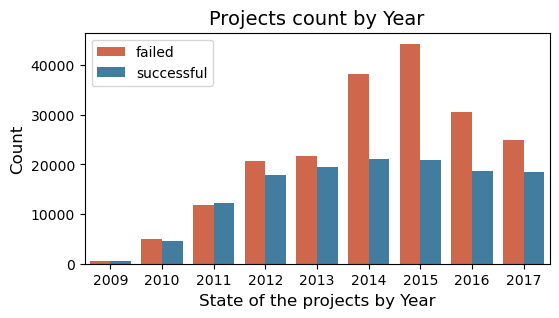 Projects count by Year
failed
successful
Count
40000
30000
20000
10000
0
2009 2010 2011 2012 2013 2014 2015 2016 2017
State of the projects by Year